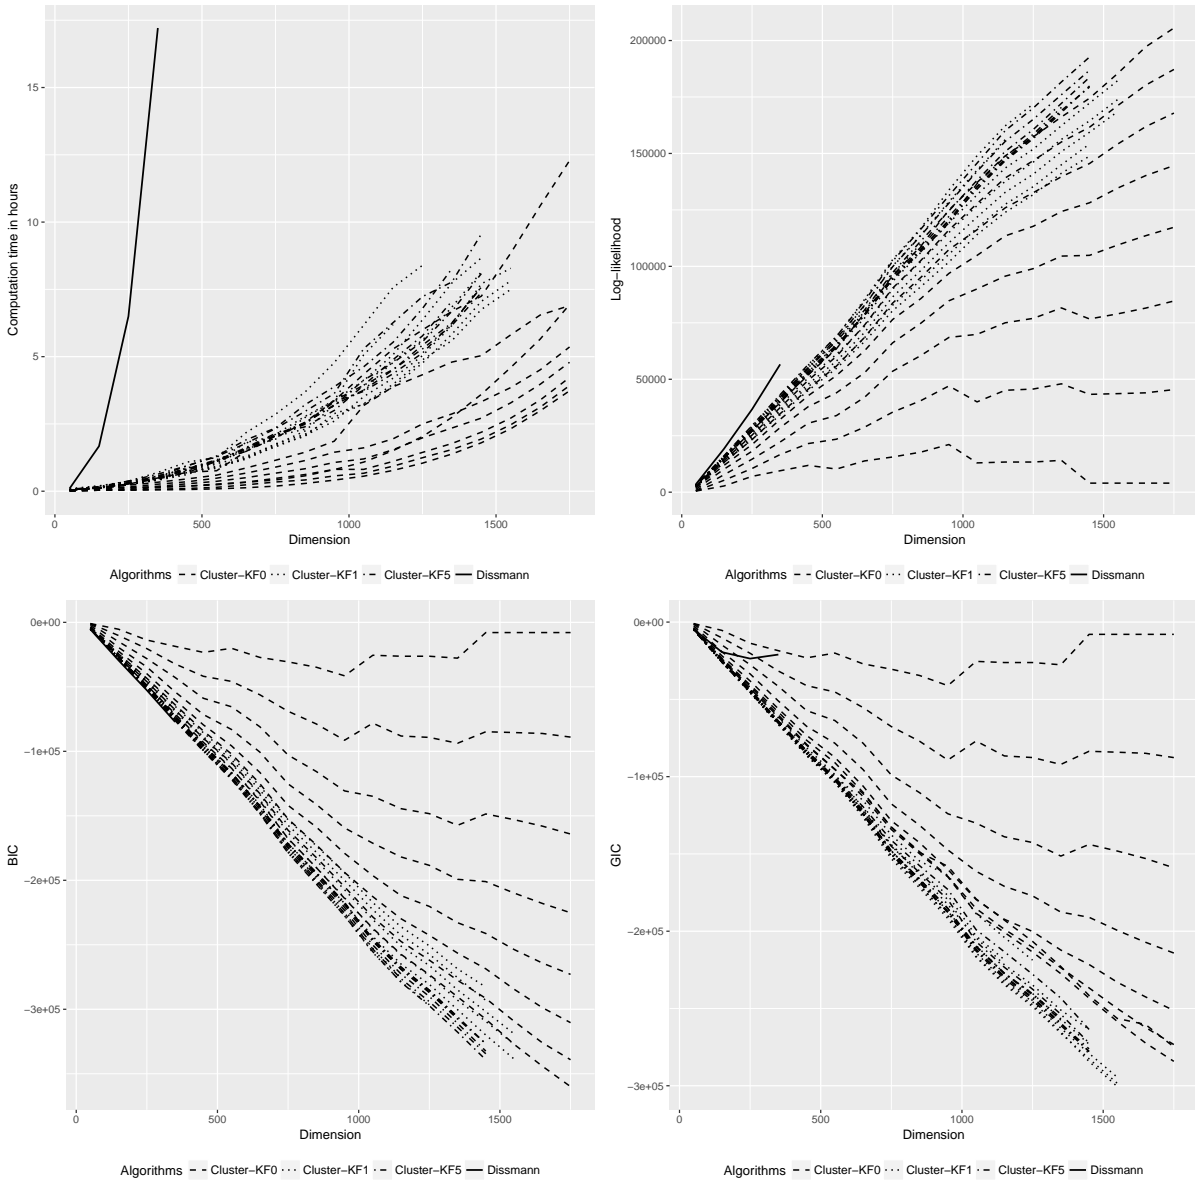 15
10
5
0
Computation time in hours
0 500 1000 1500
Dimension
Algorithms Cluster−KF0 Cluster−KF1 Cluster−KF5 Dissmann
200000
150000
100000
50000
0
Log−likelihood
0 500 1000 1500
Dimension
Algorithms Cluster−KF0 Cluster−KF1 Cluster−KF5 Dissmann
0e+00
−1e+05
−2e+05
−3e+05
BIC
0 500 1000 1500
Dimension
Algorithms Cluster−KF0 Cluster−KF1 Cluster−KF5 Dissmann
0e+00
−1e+05
−2e+05
−3e+05
GIC
0 500 1000 1500
Dimension
Algorithms Cluster−KF0 Cluster−KF1 Cluster−KF5 Dissmann